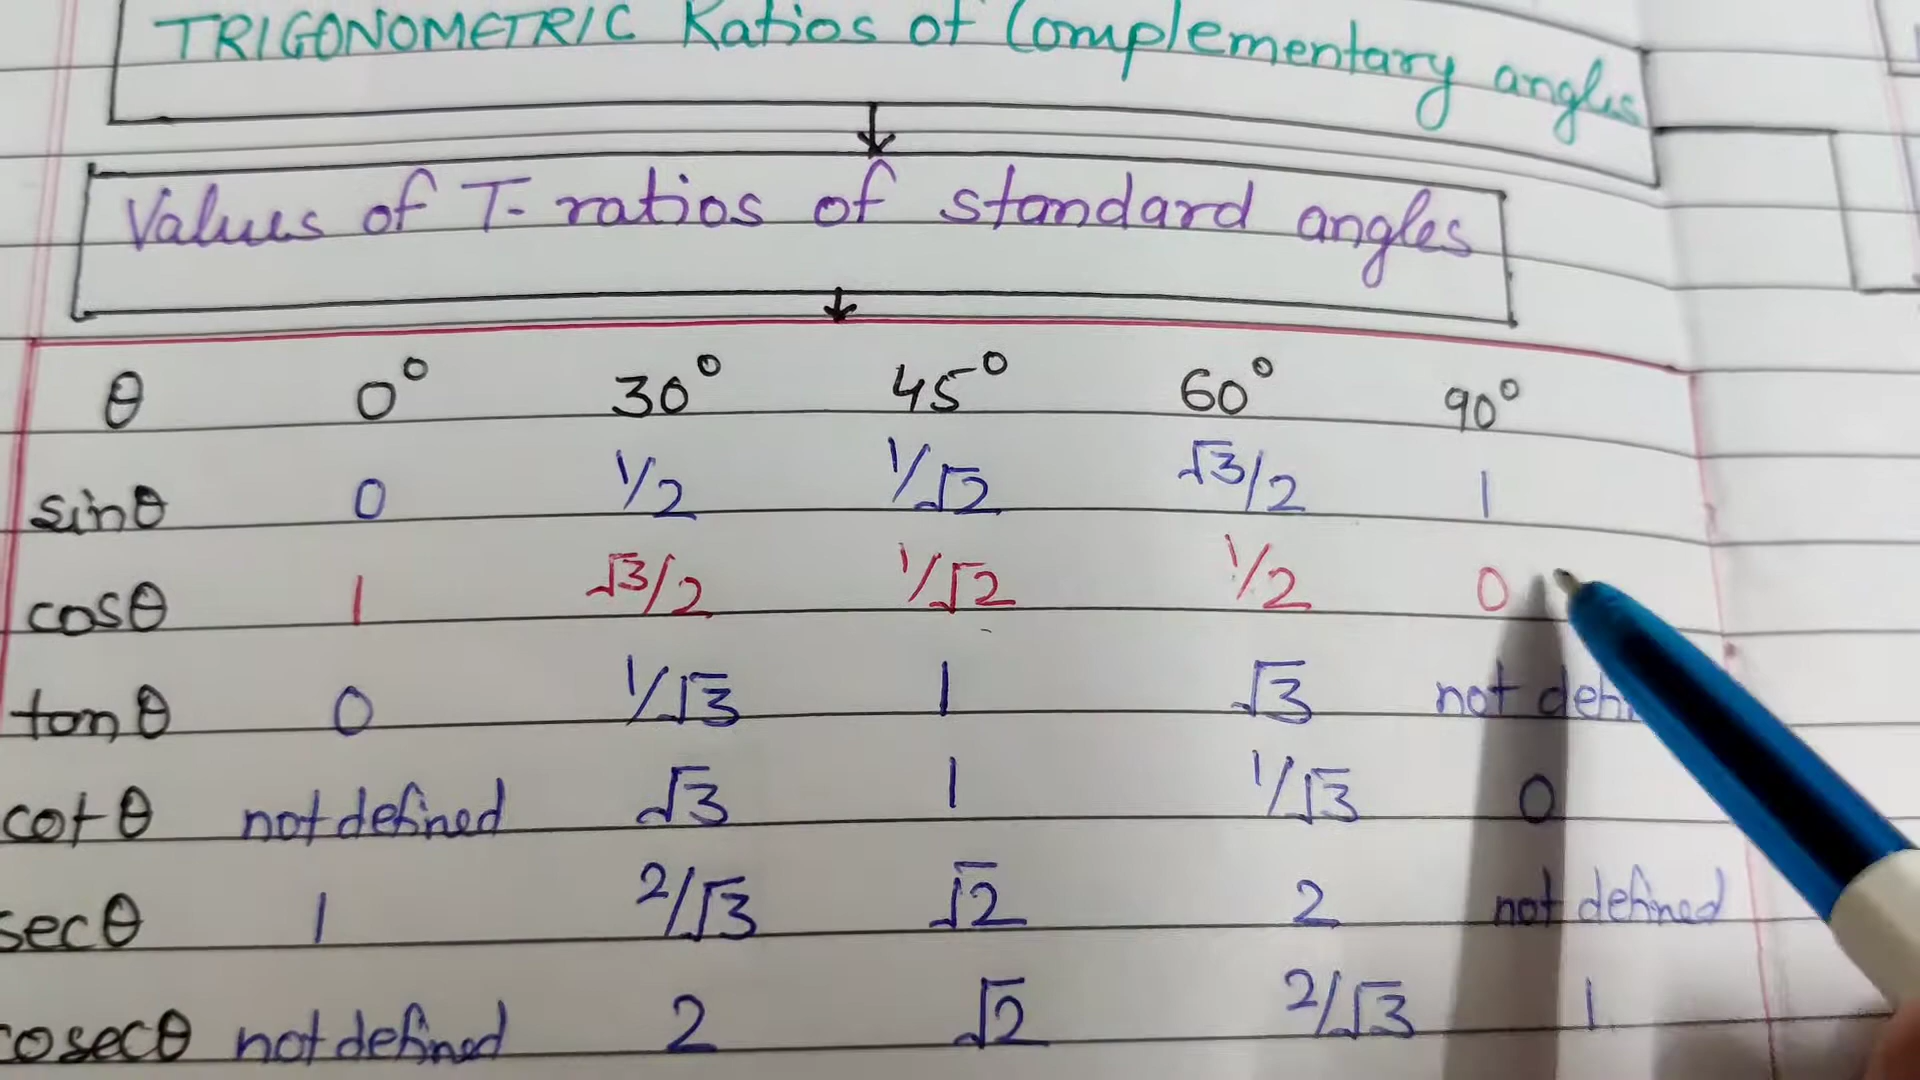 TRIGONOMETRIC Ratios of Complementary angles
Values of T- ratios of standard angles
θ 0° 30° 45° 60° 90°
sinθ 0 1/2 1/√2 √3/2 1
cosθ 1 √3/2 1/√2 1/2 0
tanθ 0 1/√3 1 √3 not
cotθ not defined √3 1 1/√3 0
secθ 1 2/√3 √2 2 not defined
cosecθ not defined 2 √2 2/√3 1